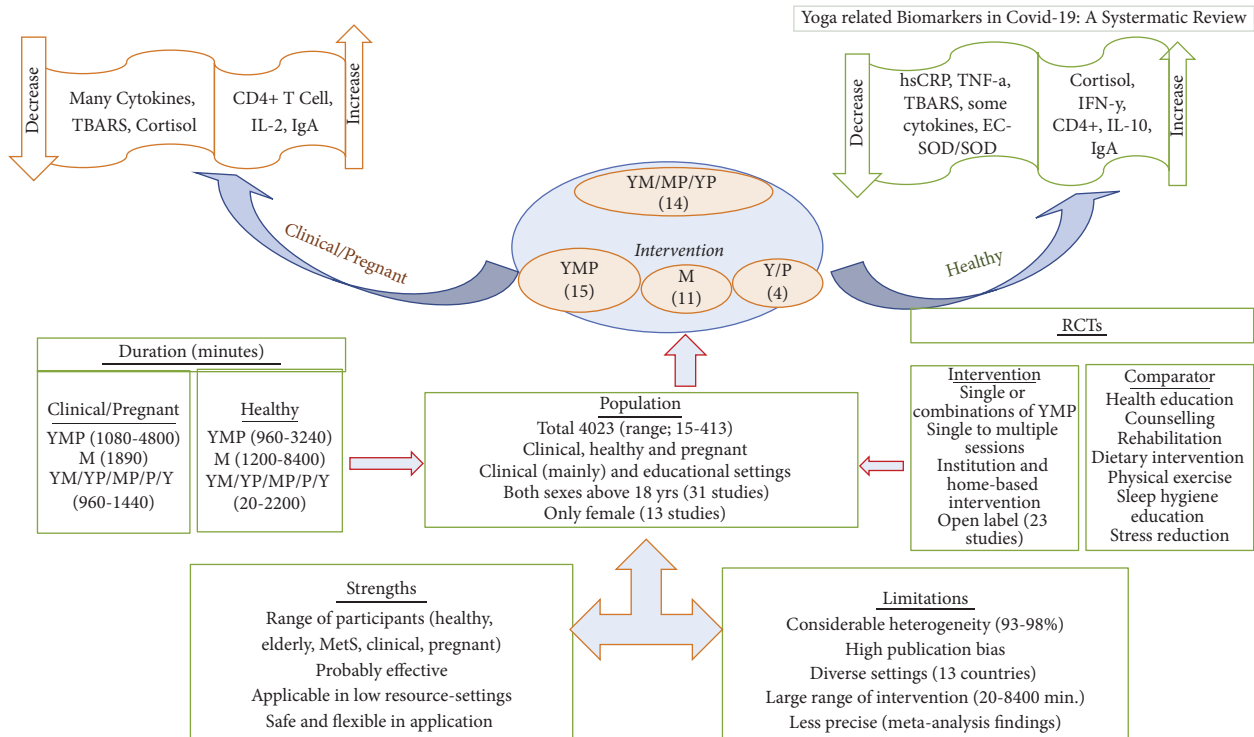 Yoga related Biomarkers in Covid-19: A Systematic Review
Decrease
Many Cytokines,
TBARS, Cortisol
CD4+ T Cell,
IL-2, IgA
Increase
Decrease
hsCRP, TNF-a,
TBARS, some
cytokines, EC-
SOD/SOD
Cortisol,
IFN-y,
CD4+, IL-10,
IgA
Increase
Clinical/Pregnant
YM/MP/YP
(14)
Intervention
YMP
(15)
M
(11)
Y/P
(4)
Healthy
Duration (minutes)
Clinical/Pregnant
YMP (1080-4800)
M (1890)
YM/YP/MP/P/Y
(960-1440)
Healthy
YMP (960-3240)
M (1200-8400)
YM/YP/MP/P/Y
(20-2200)
Population
Total 4023 (range; 15-413)
Clinical, healthy and pregnant
Clinical (mainly) and educational settings
Both sexes above 18 yrs (31 studies)
Only female (13 studies)
RCTs
Intervention
Single or
combinations of YMP
Single to multiple
sessions
Institution and
home-based
intervention
Open label (23
studies)
Comparator
Health education
Counselling
Rehabilitation
Dietary intervention
Physical exercise
Sleep hygiene
education
Stress reduction
Strengths
Range of participants (healthy,
elderly, MetS, clinical, pregnant)
Probably effective
Applicable in low resource-settings
Safe and flexible in application
Limitations
Considerable heterogeneity (93-98%)
High publication bias
Diverse settings (13 countries)
Large range of intervention (20-8400 min.)
Less precise (meta-analysis findings)